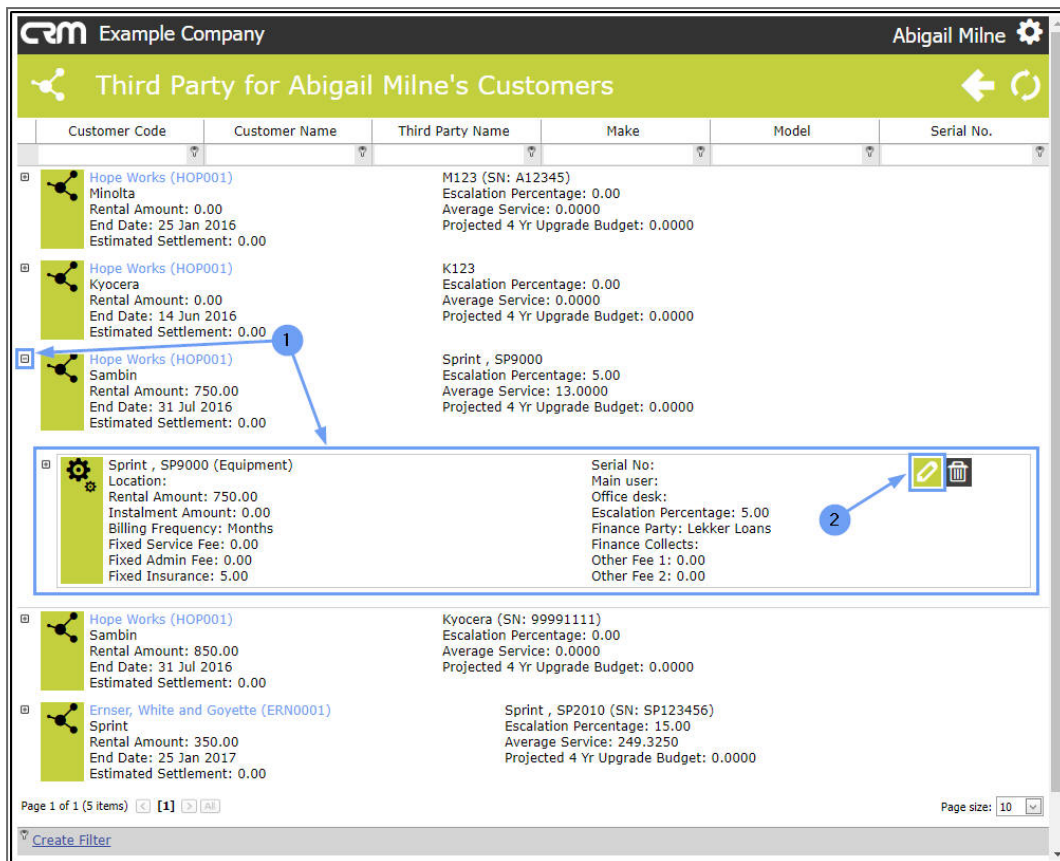 CRM Example Company Abigail Milne
Third Party for Abigail Milne's Customers
Customer Code Customer Name Third Party Name Make Model Serial No.
Hope Works (HOP001) M123 (SN: A12345)
Minolta Escalation Percentage: 0.00
Rental Amount: 0.00 Average Service: 0.0000
End Date: 25 Jan 2016 Projected 4 Yr Upgrade Budget: 0.0000
Estimated Settlement: 0.00
Hope Works (HOP001) K123
Kyocera Escalation Percentage: 0.00
Rental Amount: 0.00 Average Service: 0.0000
End Date: 14 Jun 2016 Projected 4 Yr Upgrade Budget: 0.0000
Estimated Settlement: 0.00
1
Hope Works (HOP001) Sprint , SP9000
Sambin Escalation Percentage: 5.00
Rental Amount: 750.00 Average Service: 13.0000
End Date: 31 Jul 2016 Projected 4 Yr Upgrade Budget: 0.0000
Estimated Settlement: 0.00
Sprint , SP9000 (Equipment) Serial No:
Location: Main user:
Rental Amount: 750.00 Office desk:
Instalment Amount: 0.00 Escalation Percentage: 5.00
Billing Frequency: Months Finance Party: Lekker Loans
2
Fixed Service Fee: 0.00 Finance Collects:
Fixed Admin Fee: 0.00 Other Fee 1: 0.00
Fixed Insurance: 5.00 Other Fee 2: 0.00
Hope Works (HOP001) Kyocera (SN: 99991111)
Sambin Escalation Percentage: 0.00
Rental Amount: 850.00 Average Service: 0.0000
End Date: 31 Jul 2016 Projected 4 Yr Upgrade Budget: 0.0000
Estimated Settlement: 0.00
Ernser, White and Goyette (ERN0001) Sprint , SP2010 (SN: SP123456)
Sprint Escalation Percentage: 15.00
Rental Amount: 350.00 Average Service: 249.3250
End Date: 25 Jan 2017 Projected 4 Yr Upgrade Budget: 0.0000
Estimated Settlement: 0.00
Page 1 of 1 (5 items) < [1] > All Page size: 10
Create Filter